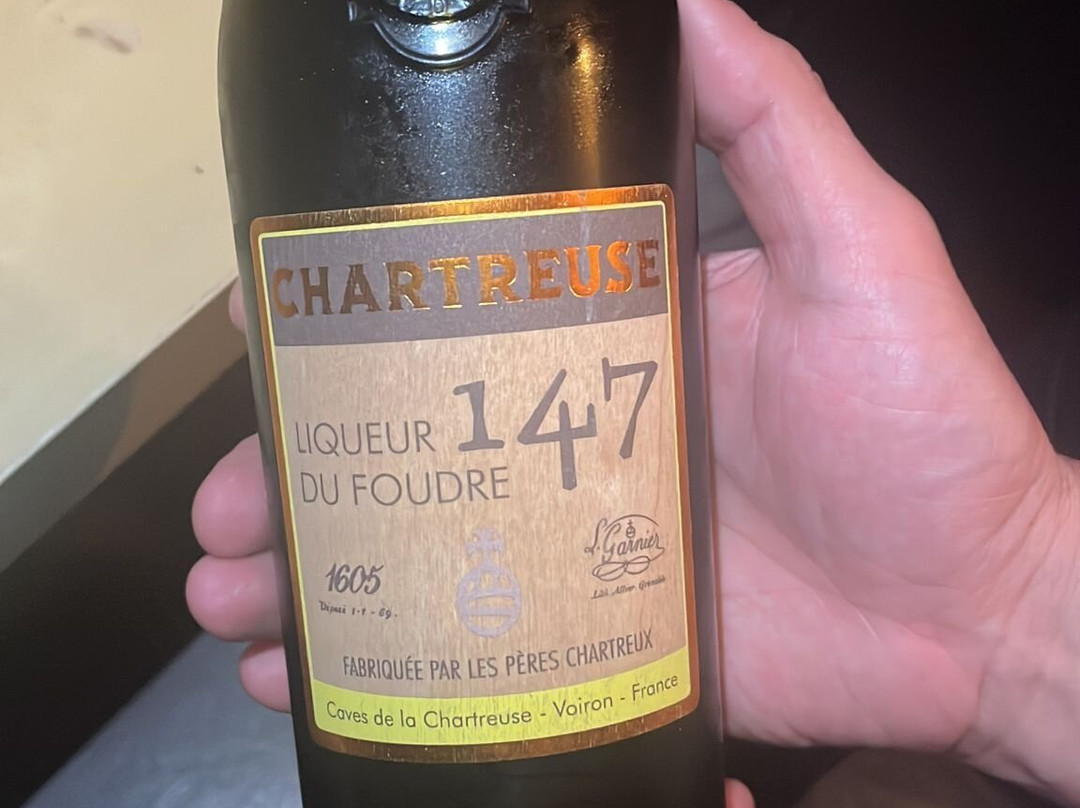 CHARTREUSE
LIQUEUR 147
DU FOUDRE
1605
L. Garnier
FABRIQUÉE PAR LES PÈRES CHARTREUX
Caves de la Chartreuse - Voiron - France